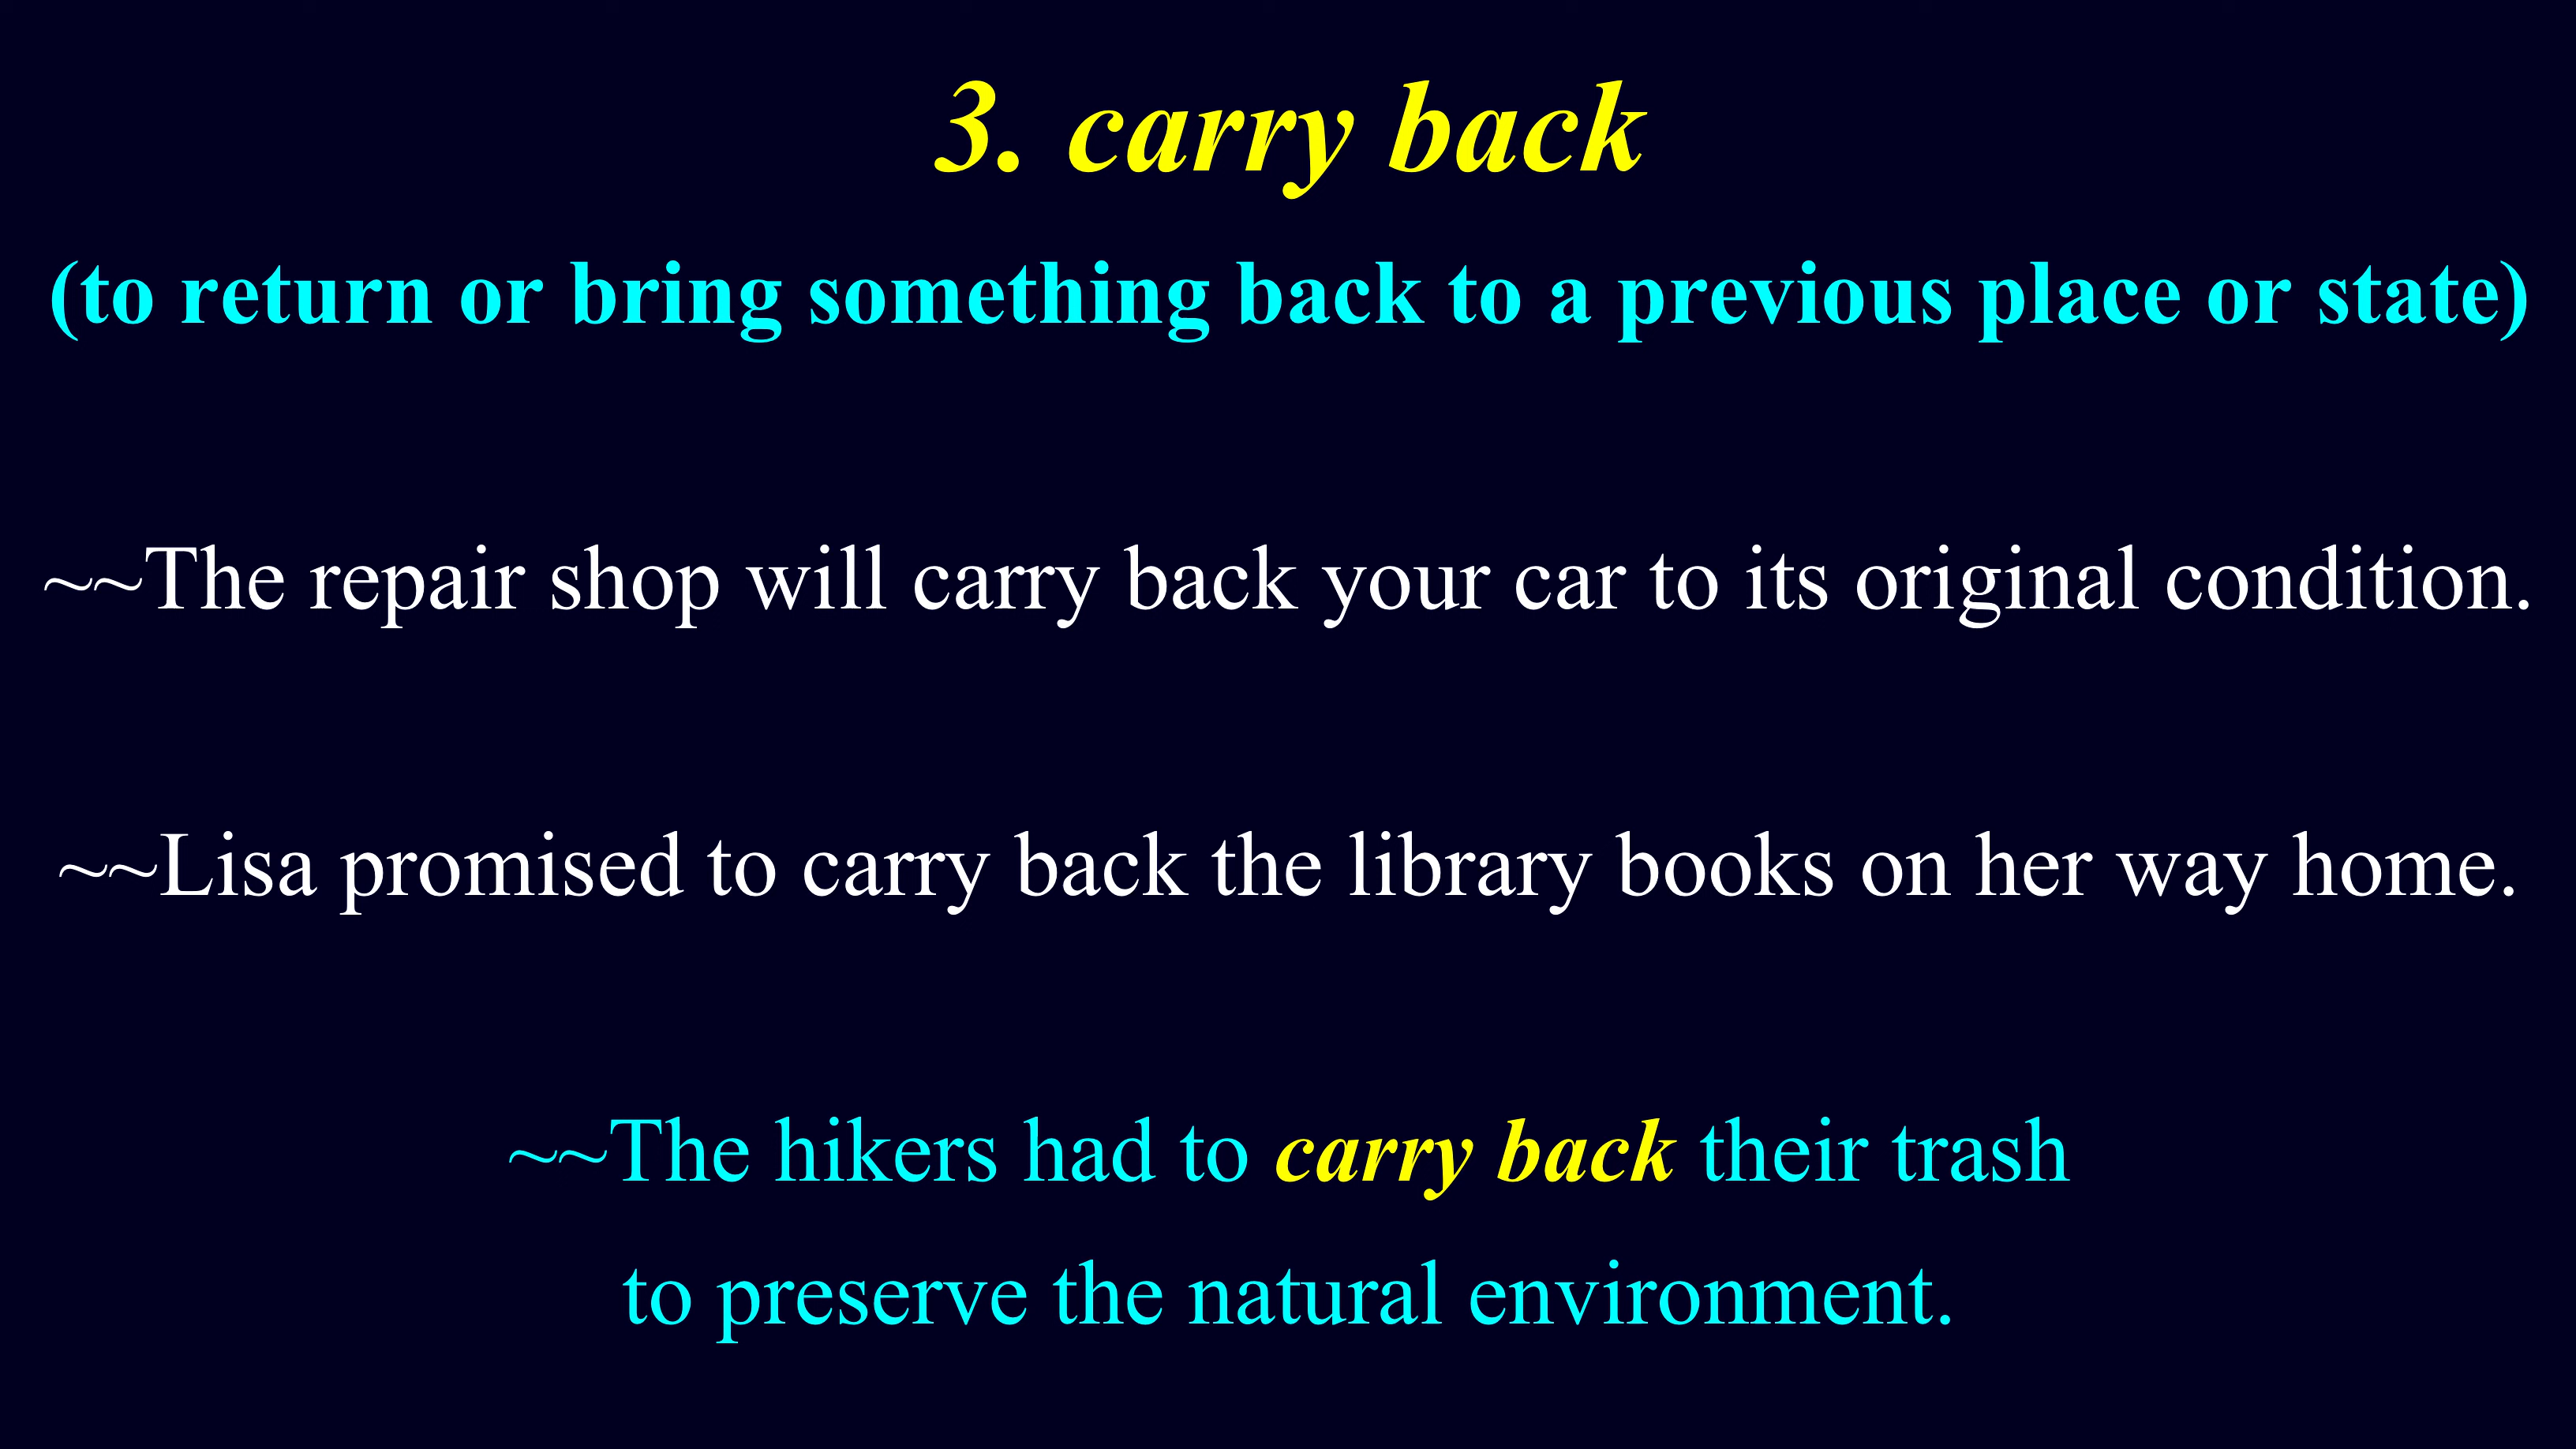 3. carry back
(to return or bring something back to a previous place or state)
~~The repair shop will carry back your car to its original condition.
~~Lisa promised to carry back the library books on her way home.
~~The hikers had to carry back their trash
to preserve the natural environment.